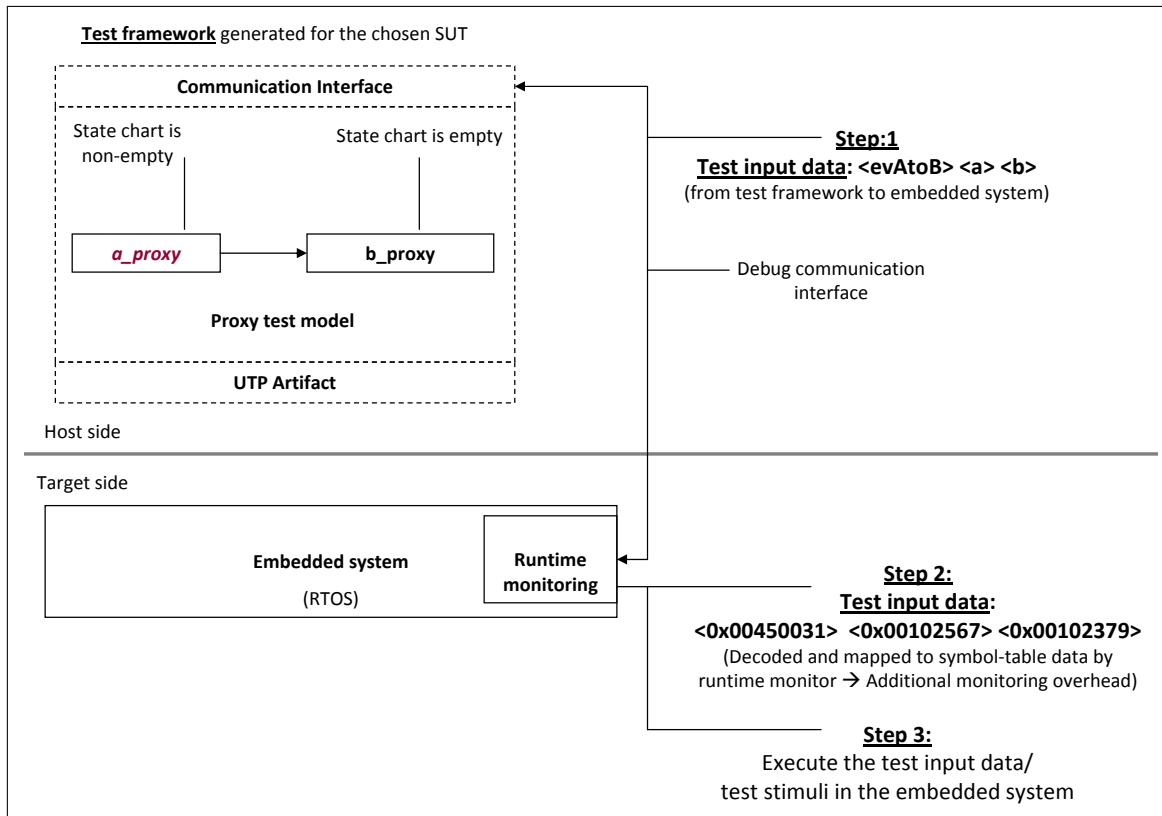 Test framework generated for the chosen SUT
Communication Interface
State chart is
non-empty
State chart is empty
a_proxy
b_proxy
Proxy test model
UTP Artifact
Host side
Step:1
Test input data: <evAtoB> <a> <b>
(from test framework to embedded system)
Debug communication
interface
Target side
Embedded system
(RTOS)
Runtime
monitoring
Step 2:
Test input data:
<0x00450031> <0x00102567> <0x00102379>
(Decoded and mapped to symbol-table data by
runtime monitor → Additional monitoring overhead)
Step 3:
Execute the test input data/
test stimuli in the embedded system